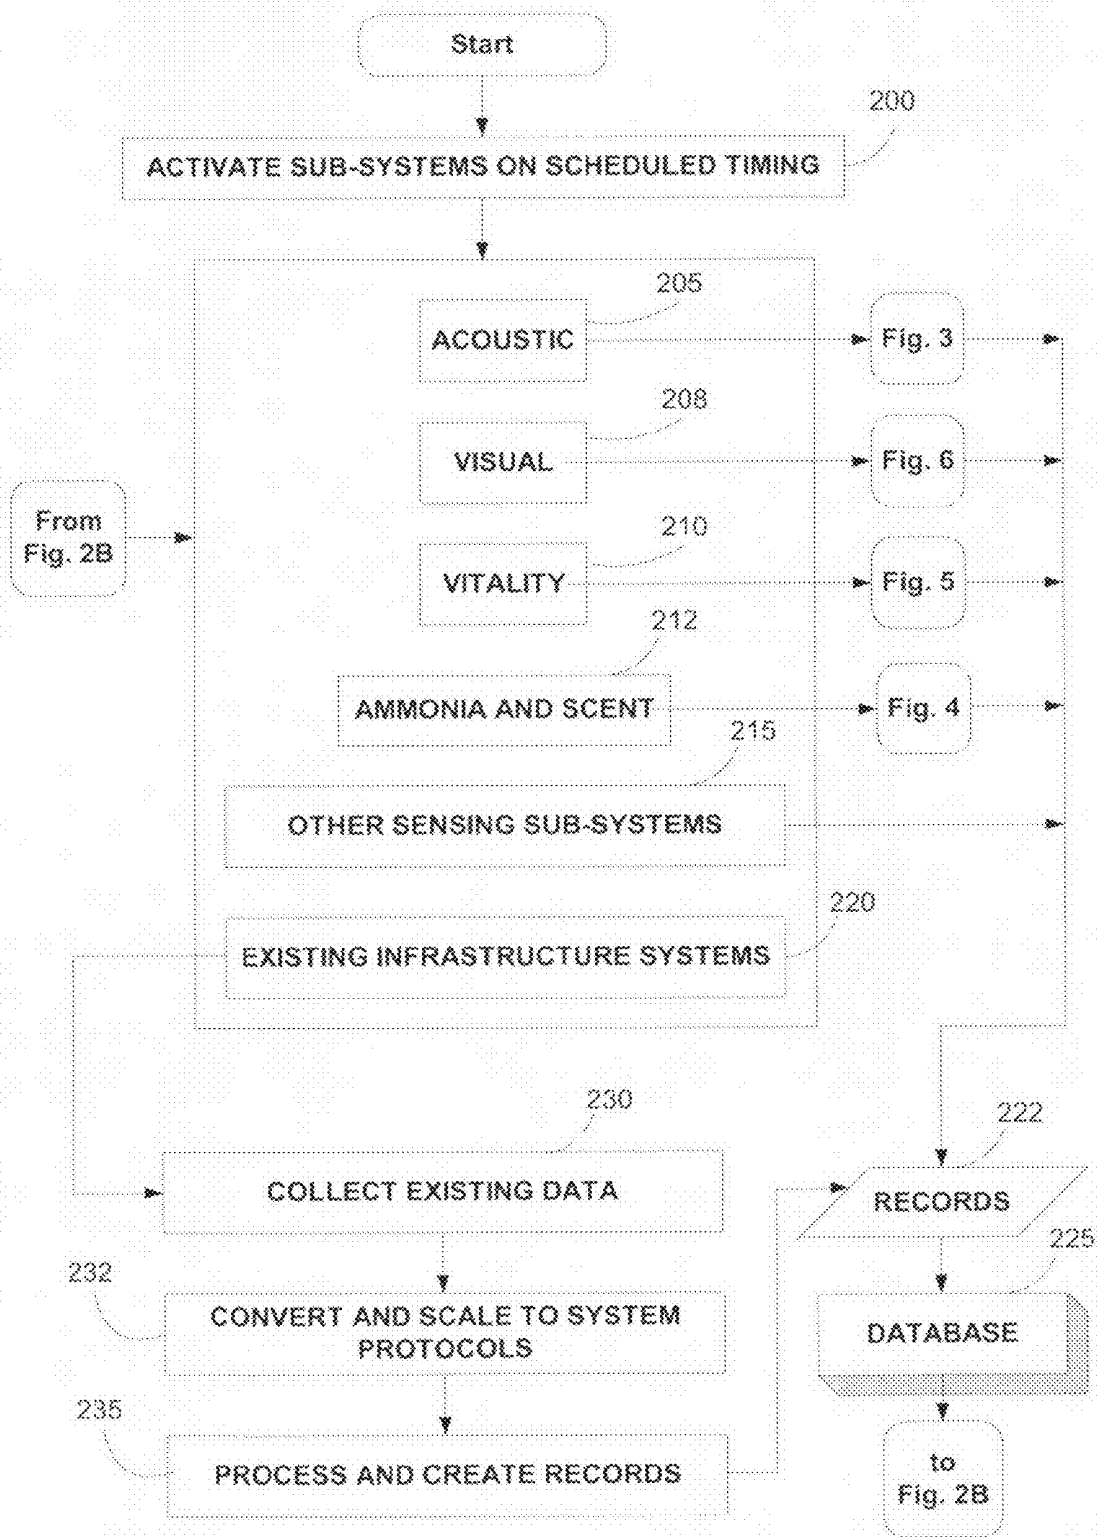 Start
200
ACTIVATE SUB-SYSTEMS ON SCHEDULED TIMING
205
ACOUSTIC
Fig. 3
208
VISUAL
Fig. 6
From
Fig. 2B
210
VITALITY
Fig. 5
212
AMMONIA AND SCENT
Fig. 4
215
OTHER SENSING SUB-SYSTEMS
220
EXISTING INFRASTRUCTURE SYSTEMS
230
COLLECT EXISTING DATA
222
RECORDS
232
CONVERT AND SCALE TO SYSTEM
PROTOCOLS
225
DATABASE
235
PROCESS AND CREATE RECORDS
to
Fig. 2B